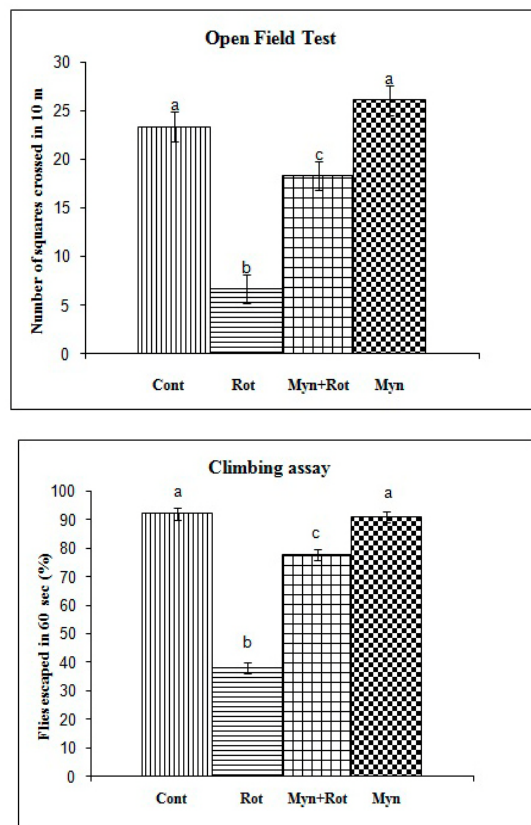 Open Field Test
Number of squares crossed in 10 m
30
25
20
15
10
5
0
a
b
c
a
Cont Rot Myn+Rot Myn
Climbing assay
Flies escaped in 60 sec (%)
100
90
80
70
60
50
40
30
20
10
0
a
b
c
a
Cont Rot Myn+Rot Myn